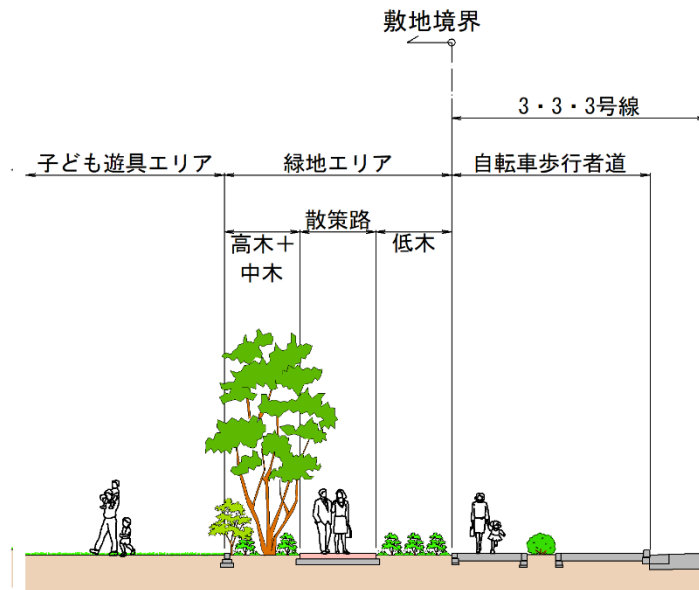 敷地境界
3・3・3号線
子ども遊具エリア
緑地エリア
自転車歩行者道
散策路
高木＋
中木
低木